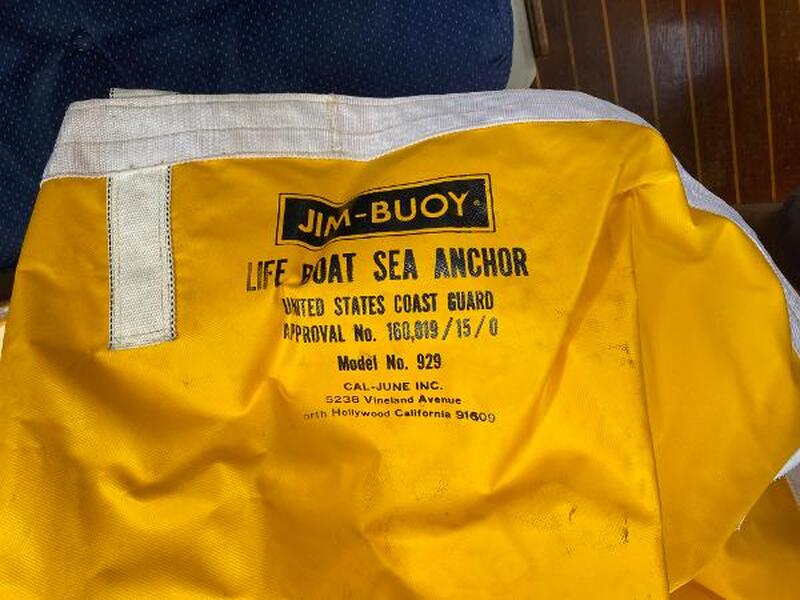 JIM-BUOY
LIFE BOAT SEA ANCHOR
UNITED STATES COAST GUARD
APPROVAL No. 160,019/15/0
Model No. 929
CAL-JUNE INC.
5238 Vineland Avenue
orth Hollywood California 91609